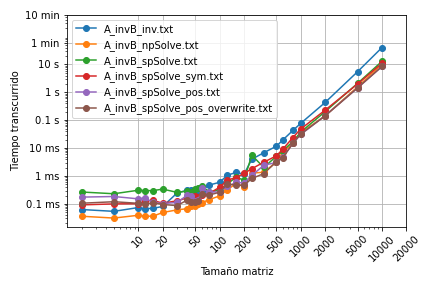 10 min
1 min
10 s
1 s
0.1 s
10 ms
1 ms
0.1 ms
Tiempo transcurrido
A_invB_inv.txt
A_invB_npSolve.txt
A_invB_spSolve.txt
A_invB_spSolve_sym.txt
A_invB_spSolve_pos.txt
A_invB_spSolve_pos_overwrite.txt
10 20 50 100 200 500 1000 2000 5000 10000 20000
Tamaño matriz